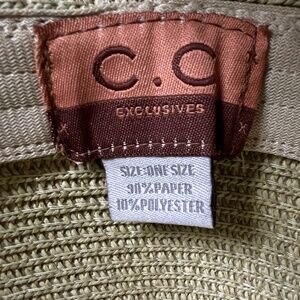 C.C
EXCLUSIVES
SIZE:ONE SIZE
90%PAPER
10%POLYESTER